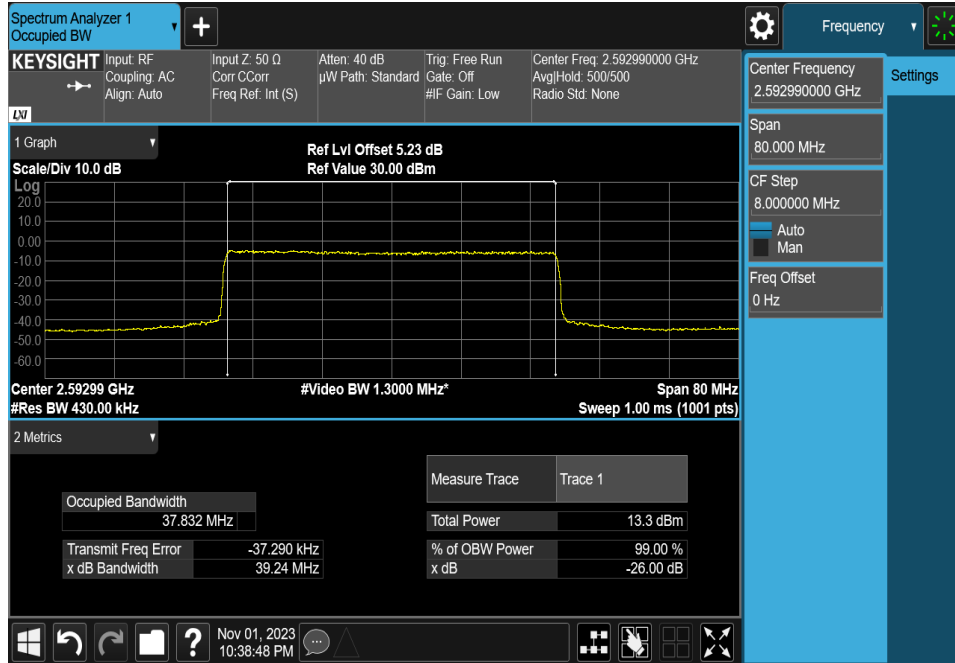 Spectrum Analyzer 1
Occupied BW
+
Frequency
KEYSIGHT
LXI
Input: RF
Coupling: AC
Align: Auto
Input Z: 50 Ω
Corr CCorr
Freq Ref: Int (S)
Atten: 40 dB
µW Path: Standard
Trig: Free Run
Gate: Off
#IF Gain: Low
Center Freq: 2.592990000 GHz
Avg|Hold: 500/500
Radio Std: None
Center Frequency
2.592990000 GHz
Settings
Span
80.000 MHz
CF Step
8.000000 MHz
Auto
Man
Freq Offset
0 Hz
1 Graph
Scale/Div 10.0 dB
Ref Lvl Offset 5.23 dB
Ref Value 30.00 dBm
Log
20.0
10.0
0.00
-10.0
-20.0
-30.0
-40.0
-50.0
-60.0
Center 2.59299 GHz
#Video BW 1.3000 MHz*
Span 80 MHz
#Res BW 430.00 kHz
Sweep 1.00 ms (1001 pts)
2 Metrics
Measure Trace Trace 1
Occupied Bandwidth
37.832 MHz
Total Power 13.3 dBm
Transmit Freq Error -37.290 kHz
% of OBW Power 99.00 %
x dB Bandwidth 39.24 MHz
x dB -26.00 dB
?
Nov 01, 2023
10:38:48 PM